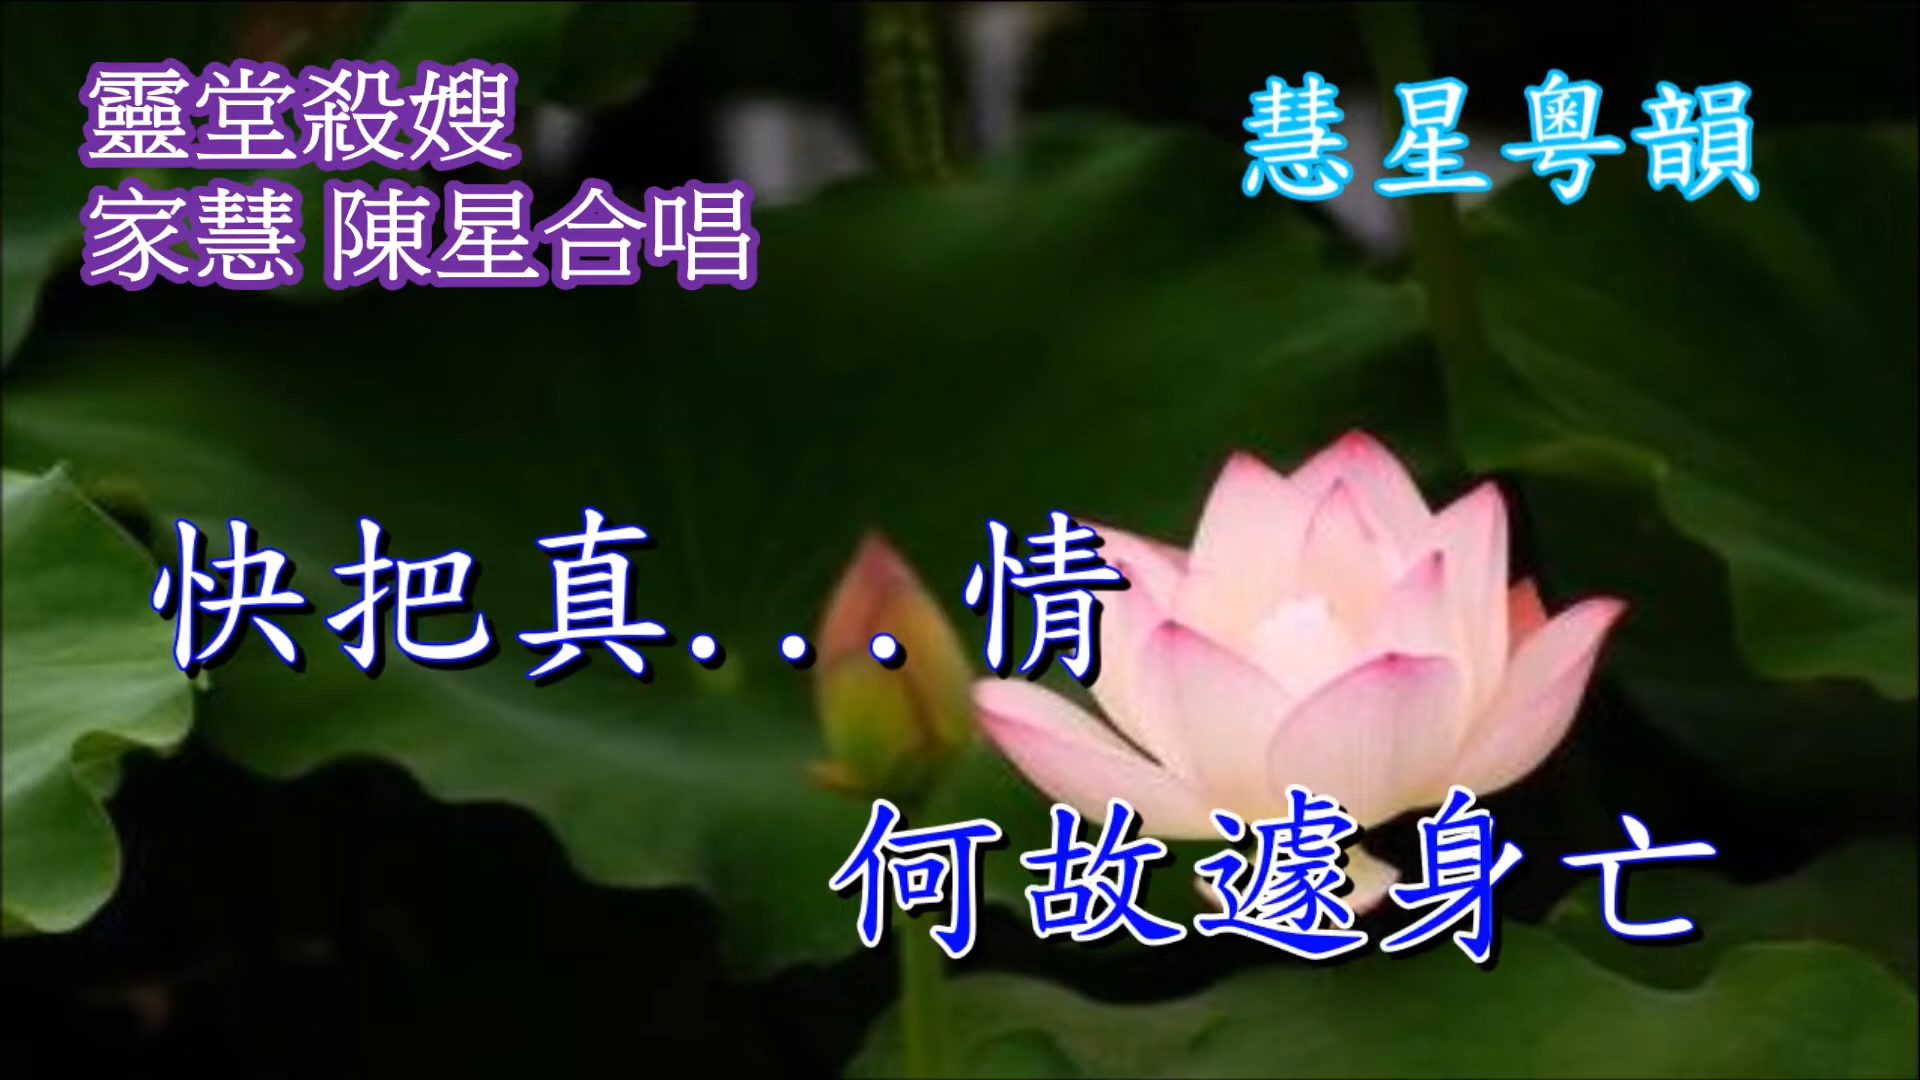 靈堂殺嫂
家慧 陳星合唱
慧星粵韻
快把真...情
何故遽身亡